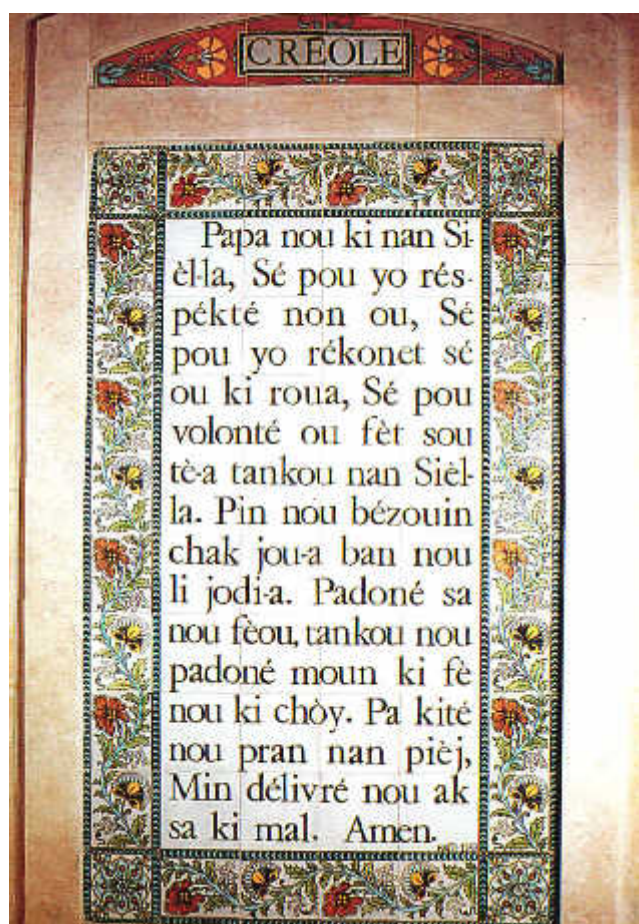 CRÉOLE
Papa nou ki nan Si-
èl-la, Sé pou yo rés-
pékté non ou, Sé
pou yo rékonet sé
ou ki roua, Sé pou
volonté ou fèt sou
tè-a tankou nan Sièl-
la. Pin nou bézouin
chak jou-a ban nou
li jodi-a. Padoné sa
nou fèou, tankou nou
padoné moun ki fè
nou ki chòy. Pa kité
nou pran nan pièj,
Min délivré nou ak
sa ki mal. Amen.